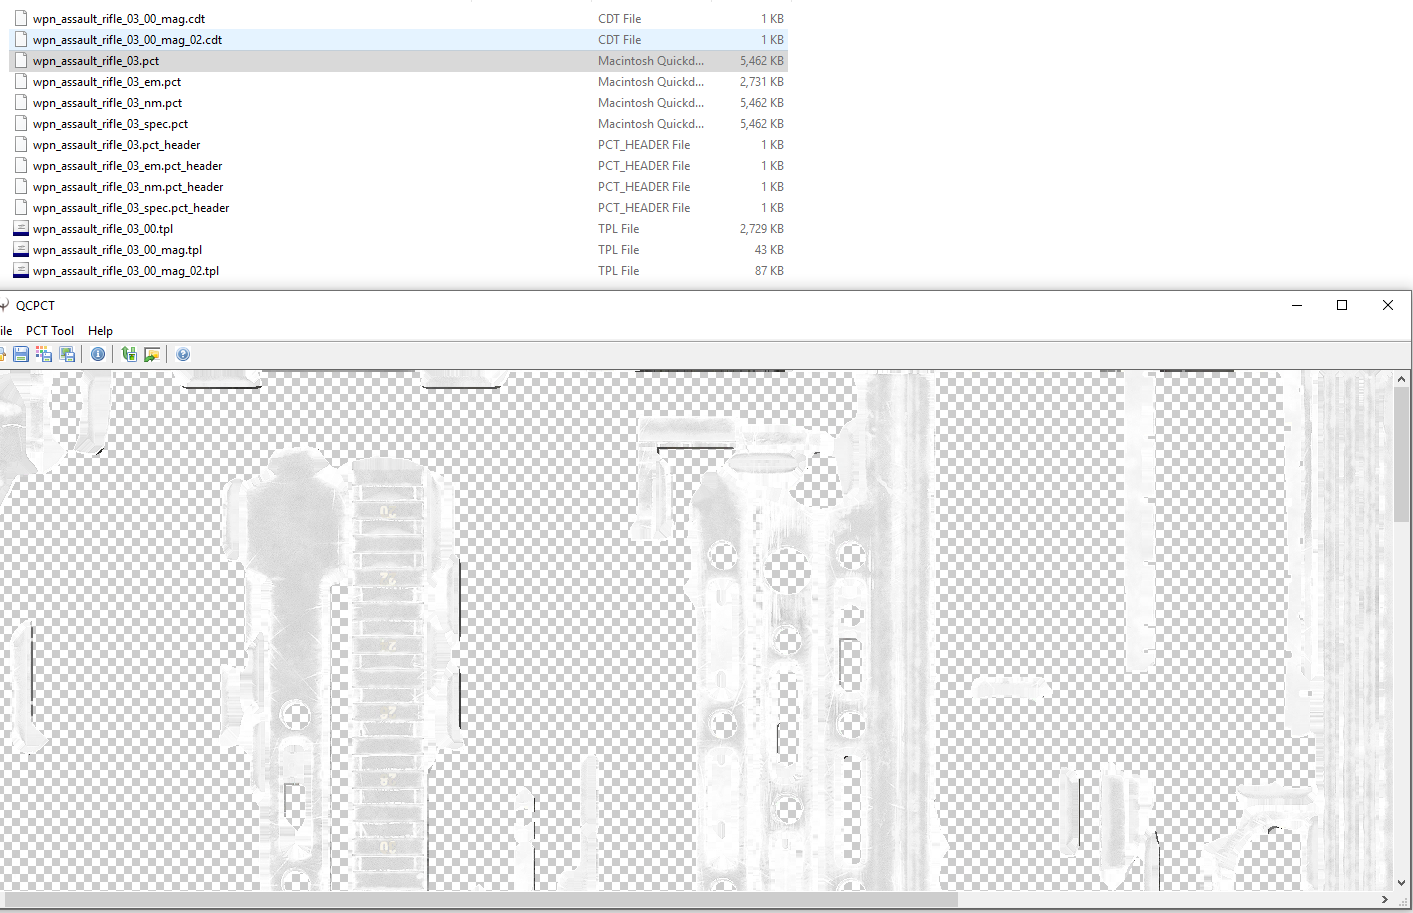 wpn_assault_rifle_03_00_mag.cdt CDT File 1 KB
wpn_assault_rifle_03_00_mag_02.cdt CDT File 1 KB
wpn_assault_rifle_03.pct Macintosh Quickd... 5,462 KB
wpn_assault_rifle_03_em.pct Macintosh Quickd... 2,731 KB
wpn_assault_rifle_03_nm.pct Macintosh Quickd... 5,462 KB
wpn_assault_rifle_03_spec.pct Macintosh Quickd... 5,462 KB
wpn_assault_rifle_03.pct_header PCT_HEADER File 1 KB
wpn_assault_rifle_03_em.pct_header PCT_HEADER File 1 KB
wpn_assault_rifle_03_nm.pct_header PCT_HEADER File 1 KB
wpn_assault_rifle_03_spec.pct_header PCT_HEADER File 1 KB
wpn_assault_rifle_03_00.tpl TPL File 2,729 KB
wpn_assault_rifle_03_00_mag.tpl TPL File 43 KB
wpn_assault_rifle_03_00_mag_02.tpl TPL File 87 KB
QCPCT
ile PCT Tool Help